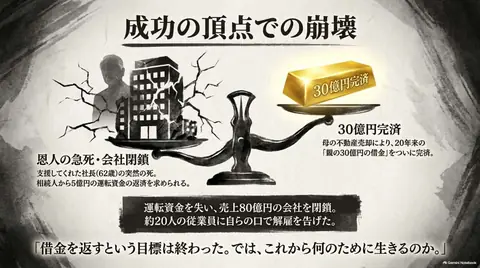 成功の頂点での崩壊
30億円完済
恩人の急死・会社閉鎖
支援してくれた社長(62歳)の突然の死。
相続人から5億円の運転資金の返済を求められる。
30億円完済
母の不動産売却により、20年来の
「親の30億円の借金」をついに完済。
運転資金を失い、売上80億円の会社を閉鎖。
約20人の従業員に自らの口で解雇を告げた。
「借金を返すという目標は終わった。では、これから何のために生きるのか。」
Gemini Notebook